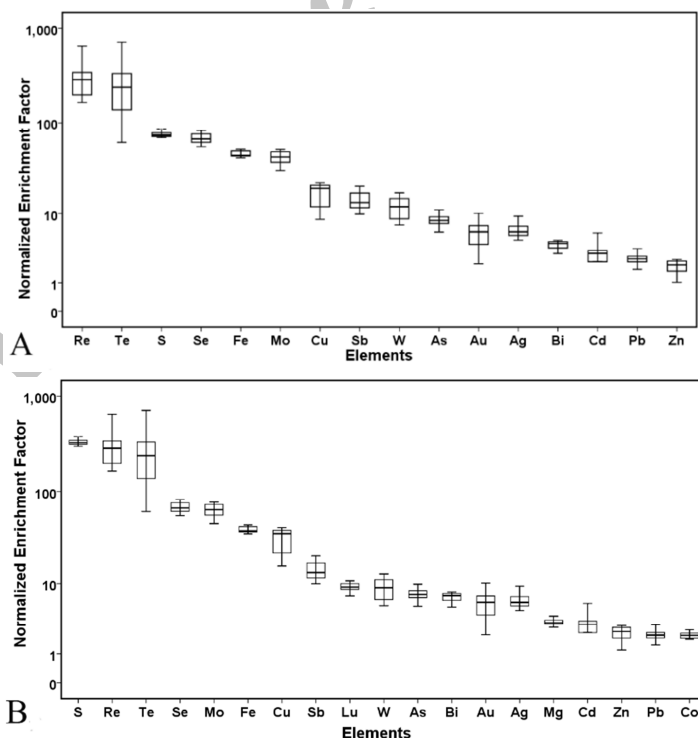 1,000
100
10
1
0
Normalized Enrichment Factor
Re Te S Se Fe Mo Cu Sb W As Au Ag Bi Cd Pb Zn
A
Elements
1,000
100
10
1
0
Normalized Enrichment Factor
S Re Te Se Mo Fe Cu Sb Lu W As Bi Au Ag Mg Cd Zn Pb Co
B
Elements